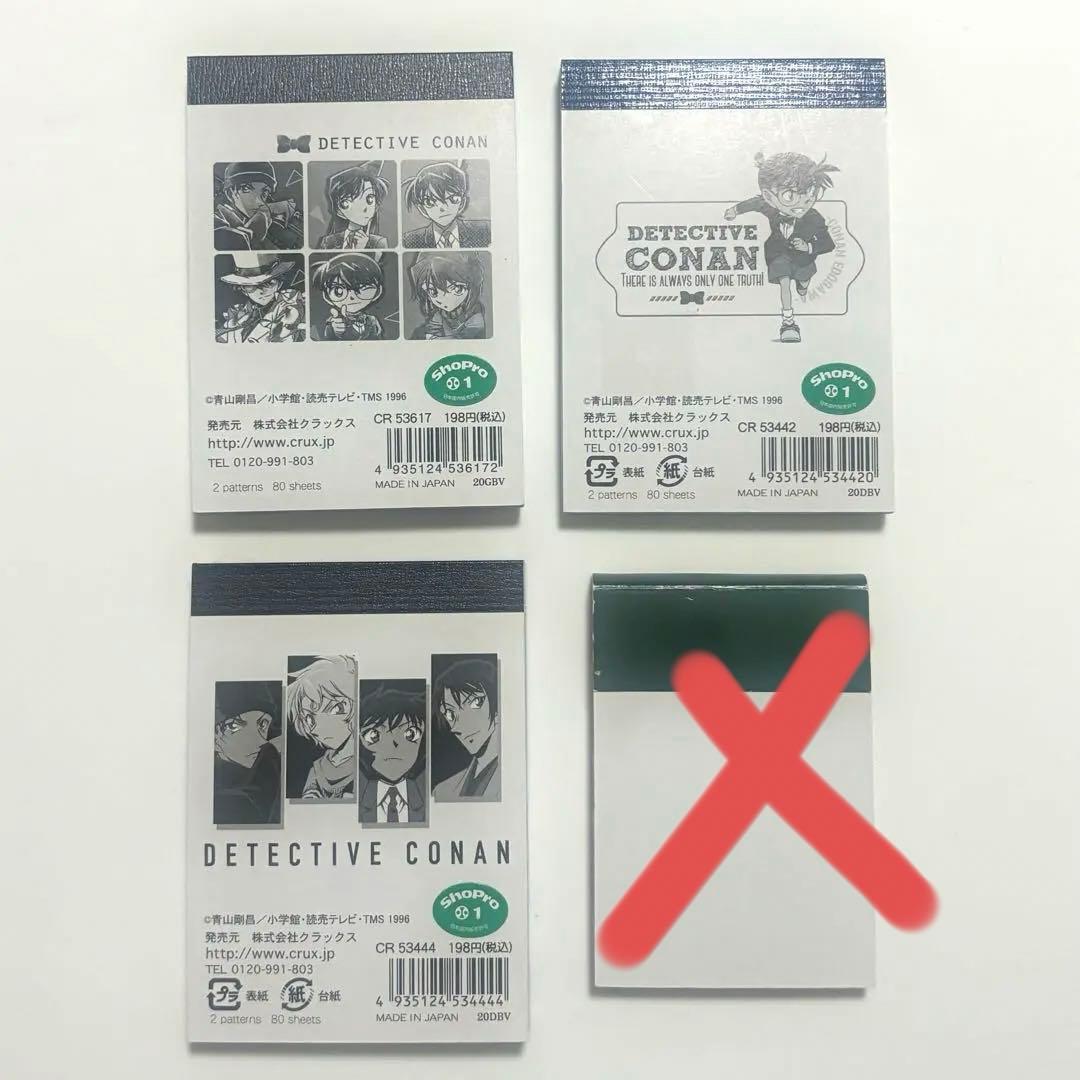 DETECTIVE CONAN
ShoPro
1
©青山剛昌/小学館・読売テレビ・TMS 1996
発売元 株式会社クラックス
http://www.crux.jp
TEL 0120-991-803
CR 53617 198円(税込)
4 935124 536172
2 patterns 80 sheets
MADE IN JAPAN 20GBV
DETECTIVE
CONAN
THERE IS ALWAYS ONLY ONE TRUTH!
CONAN EDOGAWA
ShoPro
1
©青山剛昌/小学館・読売テレビ・TMS 1996
発売元 株式会社クラックス
http://www.crux.jp
TEL 0120-991-803
CR 53442 198円(税込)
プラ 表紙 紙 台紙
4 935124 534420
2 patterns 80 sheets
MADE IN JAPAN 20DBV
DETECTIVE CONAN
ShoPro
1
©青山剛昌/小学館・読売テレビ・TMS 1996
発売元 株式会社クラックス
http://www.crux.jp
TEL 0120-991-803
CR 53444 198円(税込)
プラ 表紙 紙 台紙
4 935124 534444
2 patterns 80 sheets
MADE IN JAPAN 20DBV